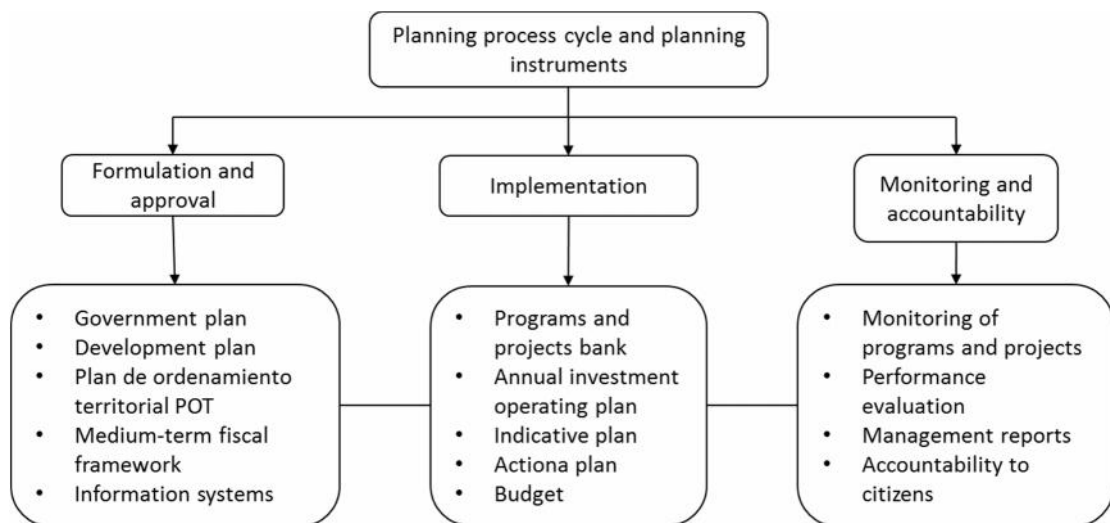 Planning process cycle and planning
instruments
Formulation and
approval
Implementation
Monitoring and
accountability
• Government plan
• Development plan
• Plan de ordenamiento
territorial POT
• Medium-term fiscal
framework
• Information systems
• Programs and
projects bank
• Annual investment
operating plan
• Indicative plan
• Actiona plan
• Budget
• Monitoring of
programs and projects
• Performance
evaluation
• Management reports
• Accountability to
citizens